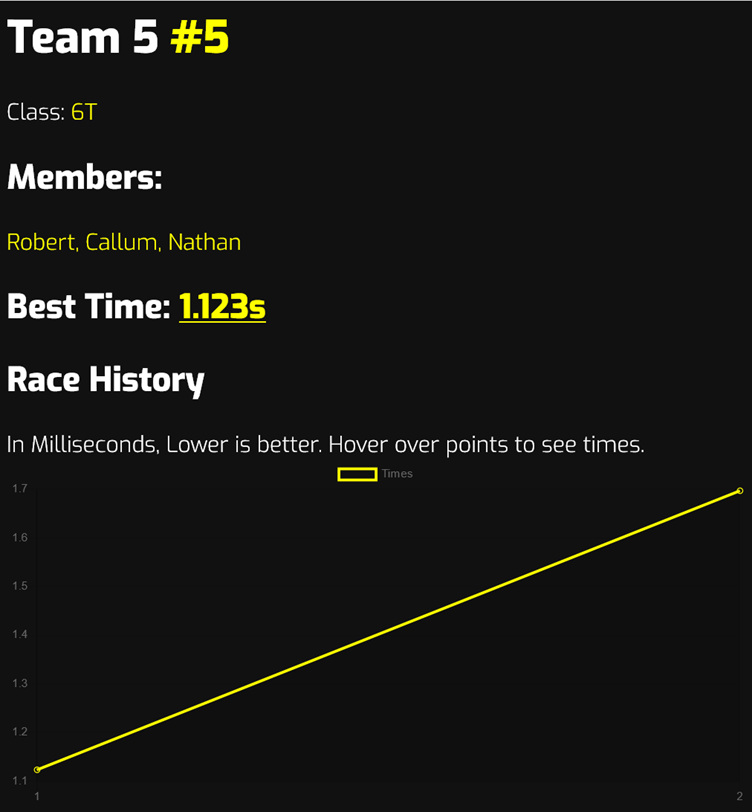 Team 5 #5
Class: 6T
Members:
Robert, Callum, Nathan
Best Time: 1.123s
Race History
In Milliseconds, Lower is better. Hover over points to see times.
Times
1.7
1.6
1.5
1.4
1.3
1.2
1.1
1 2